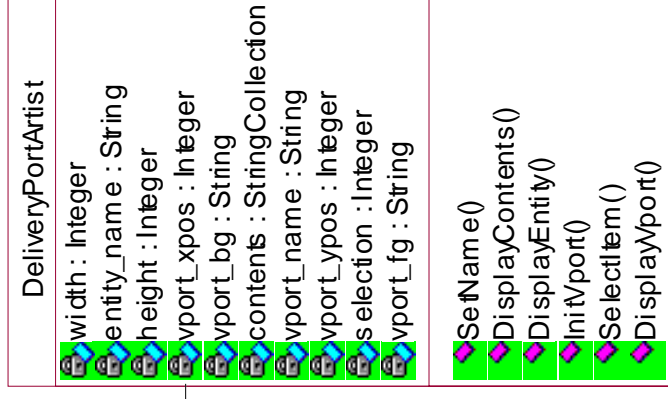 DeliveryPortArtist
width : Integer
entity_name : String
height : Integer
vport_xpos : Integer
vport_bg : String
contents : StringCollection
vport_name : String
vport_ypos : Integer
selection : Integer
vport_fg : String
SetName()
DisplayContents()
DisplayEntity()
InitVport()
SelectItem()
DisplayVport()